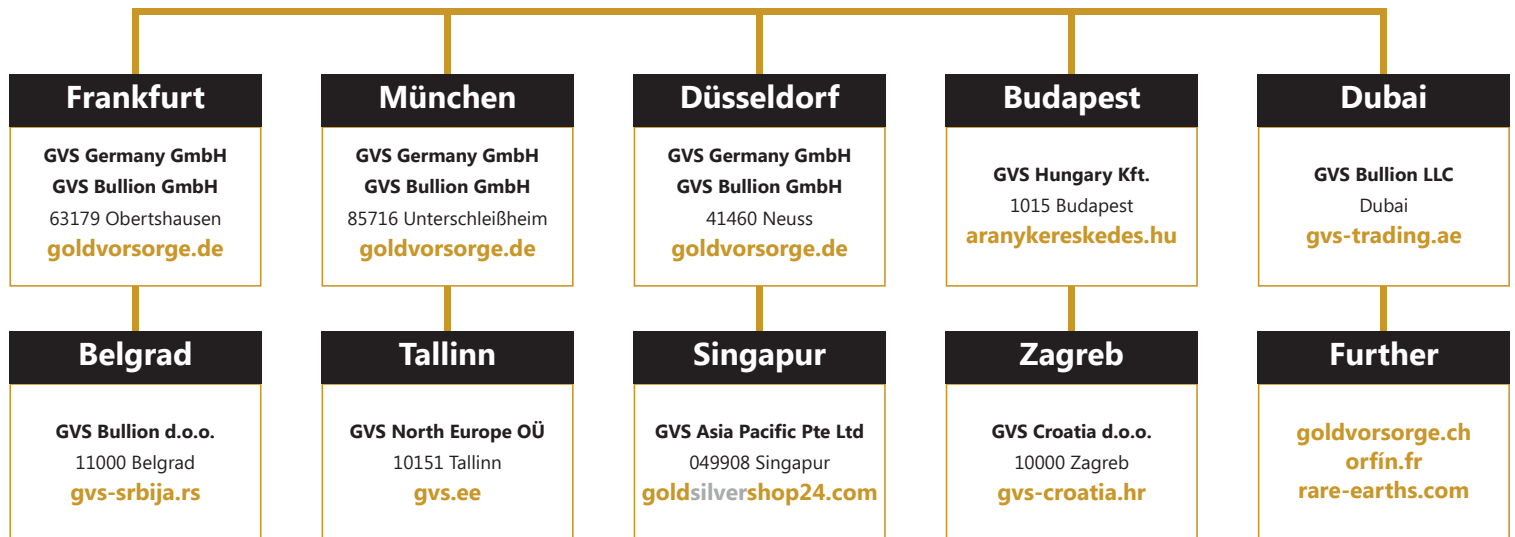 Frankfurt
GVS Germany GmbH
GVS Bullion GmbH
63179 Obertshausen
goldvorsorge.de
München
GVS Germany GmbH
GVS Bullion GmbH
85716 Unterschleißheim
goldvorsorge.de
Düsseldorf
GVS Germany GmbH
GVS Bullion GmbH
41460 Neuss
goldvorsorge.de
Budapest
GVS Hungary Kft.
1015 Budapest
aranykereskedes.hu
Dubai
GVS Bullion LLC
Dubai
gvs-trading.ae
Belgrad
GVS Bullion d.o.o.
11000 Belgrad
gvs-srbija.rs
Tallinn
GVS North Europe OÜ
10151 Tallinn
gvs.ee
Singapur
GVS Asia Pacific Pte Ltd
049908 Singapur
goldsilvershop24.com
Zagreb
GVS Croatia d.o.o.
10000 Zagreb
gvs-croatia.hr
Further
goldvorsorge.ch
orfín.fr
rare-earths.com